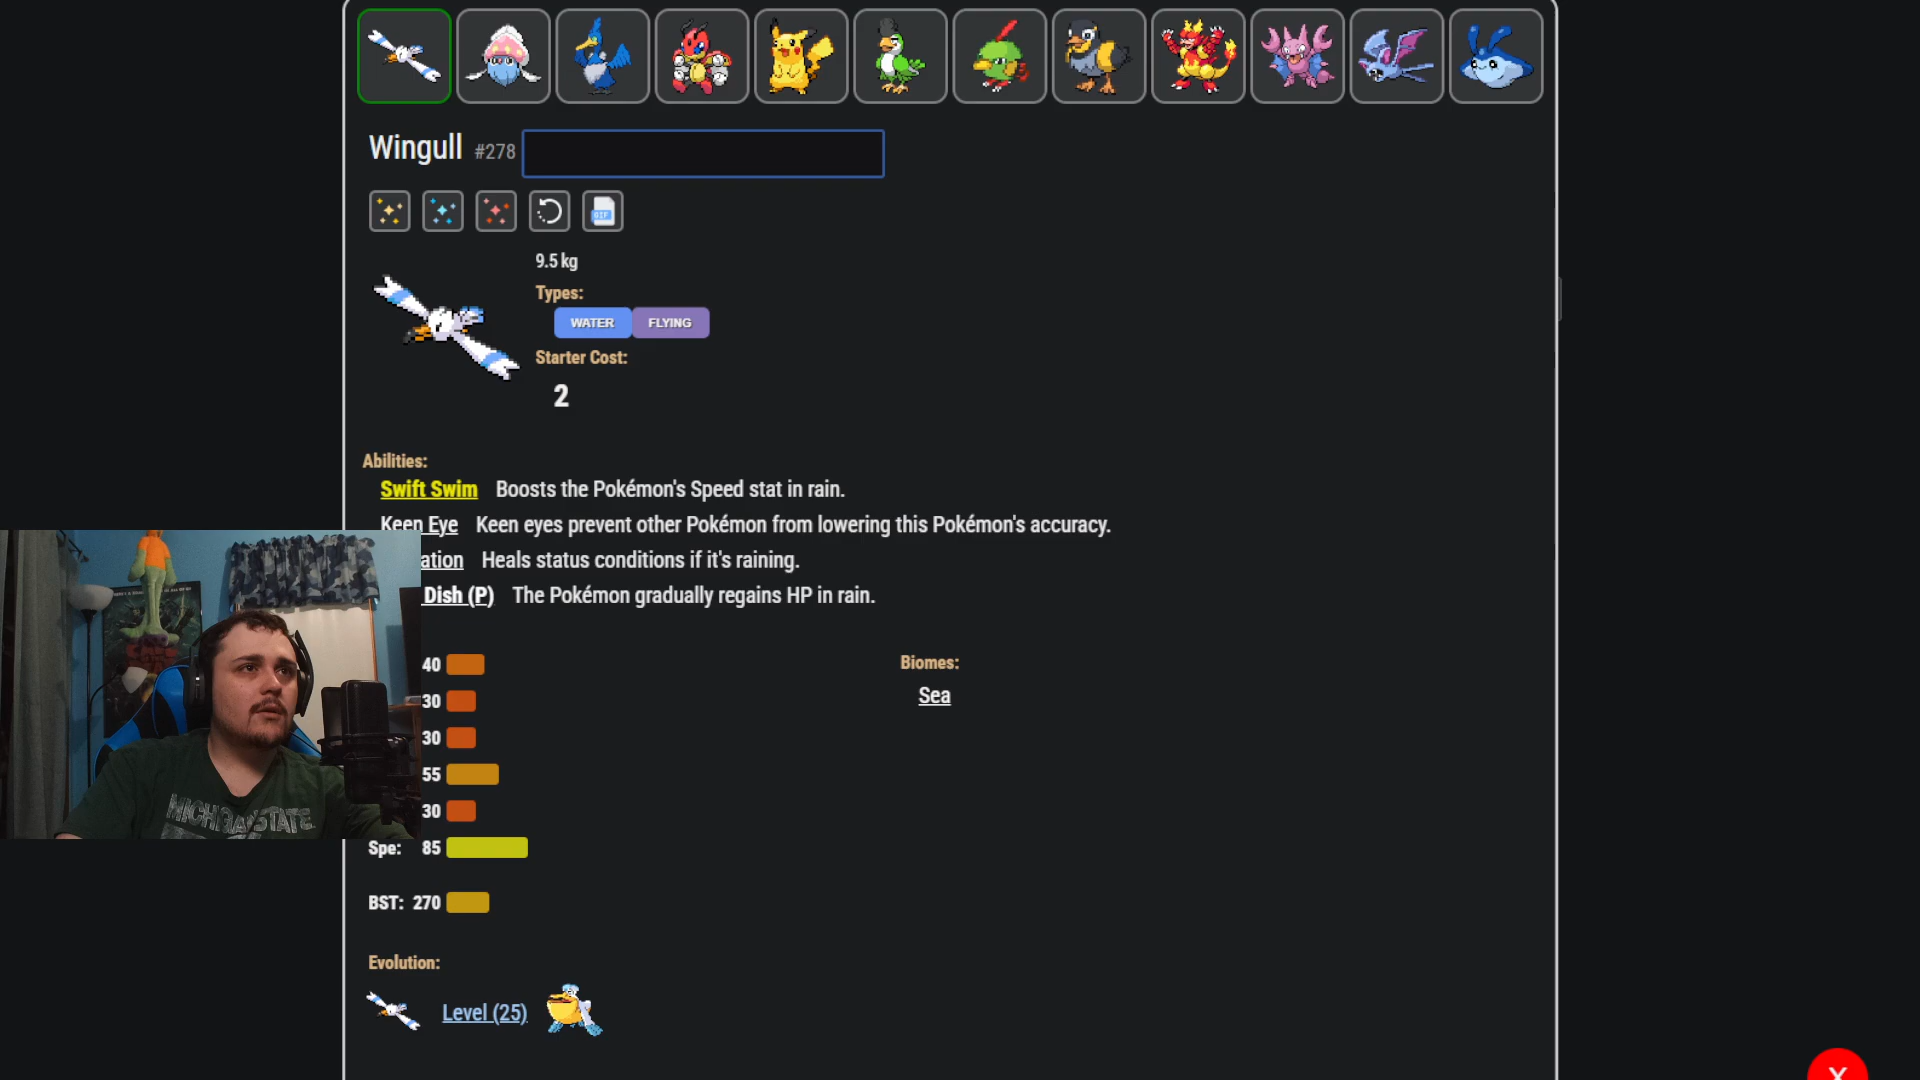 Wingull #278
GIF
9.5 kg
Types:
WATER FLYING
Starter Cost:
2
Abilities:
Swift Swim Boosts the Pokémon's Speed stat in rain.
Keen Eye Keen eyes prevent other Pokémon from lowering this Pokémon's accuracy.
ation Heals status conditions if it's raining.
Dish (P) The Pokémon gradually regains HP in rain.
40
30
30
55
30
Spe: 85
BST: 270
Biomes:
Sea
Evolution:
Level (25)
MICHIGAN STATE
X